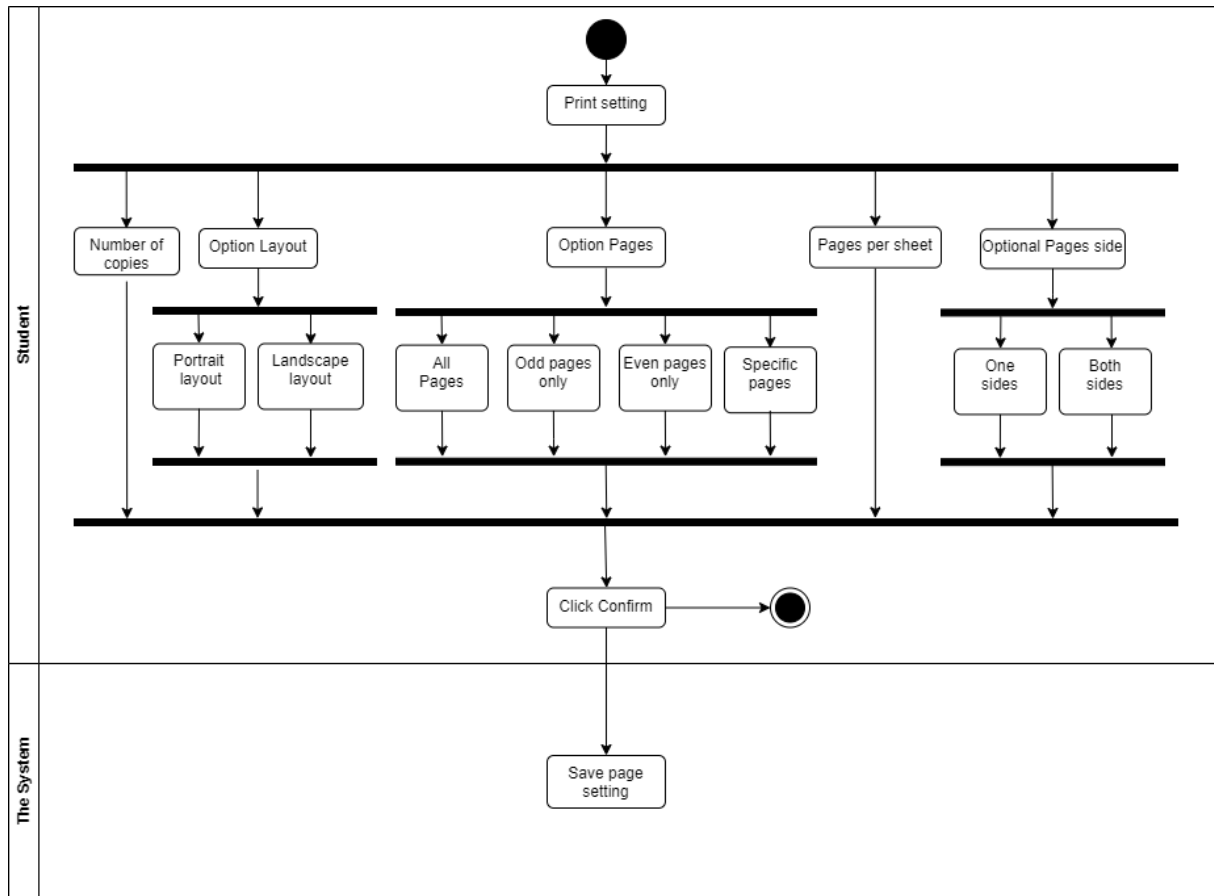 Student
Print setting
Number of
copies
Option Layout
Option Pages
Pages per sheet
Optional Pages side
Portrait
layout
Landscape
layout
All
Pages
Odd pages
only
Even pages
only
Specific
pages
One
sides
Both
sides
Click Confirm
The System
Save page
setting